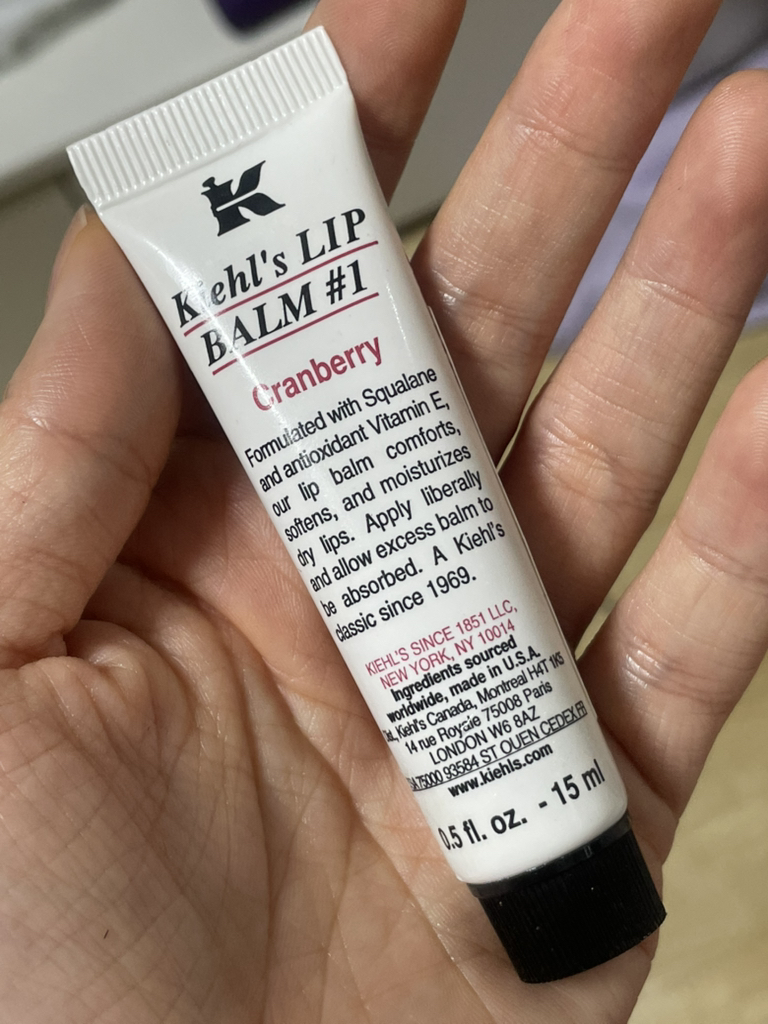 Kiehl's LIP
BALM #1
Cranberry
Formulated with Squalane
and antioxidant Vitamin E,
our lip balm comforts,
softens, and moisturizes
dry lips. Apply liberally
and allow excess balm to
be absorbed. A Kiehl's
classic since 1969.
KIEHL'S SINCE 1851 LLC,
NEW YORK, NY 10014
Ingredients sourced
worldwide, made in U.S.A.
Kiehl's Canada, Montreal H4T 1K5
14 rue Royale 75008 Paris
LONDON W6 8AZ
75000 93584 ST OUEN CEDEX FR
www.kiehls.com
0.5 fl. oz. - 15 ml